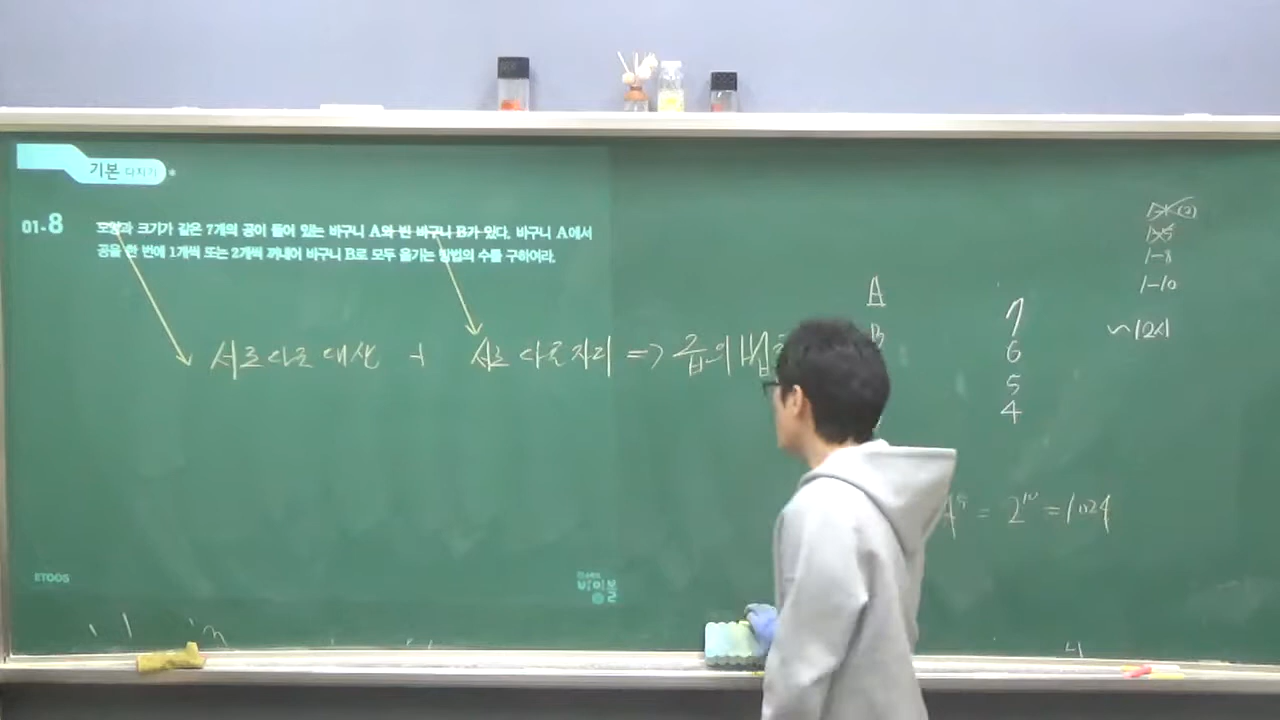 기본 다지기
01-8
모양과 크기가 같은 7개의 공이 들어 있는 바구니 A와 빈 바구니 B가 있다. 바구니 A에서
공을 한 번에 1개씩 또는 2개씩 꺼내어 바구니 B로 모두 옮기는 방법의 수를 구하여라.
서로 다른 대상 + 서로 다른 자리 => 곱의 법
A
B
7
6
5
4
1-5
1-8
1-10
~12시
= 2¹⁰ = 1024
ETOOS
바이블
4